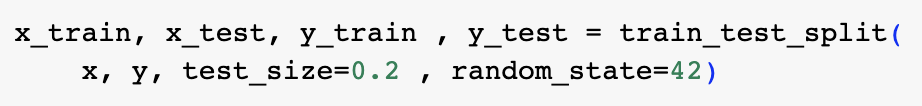 x_train, x_test, y_train , y_test = train_test_split(
    x, y, test_size=0.2 , random_state=42)